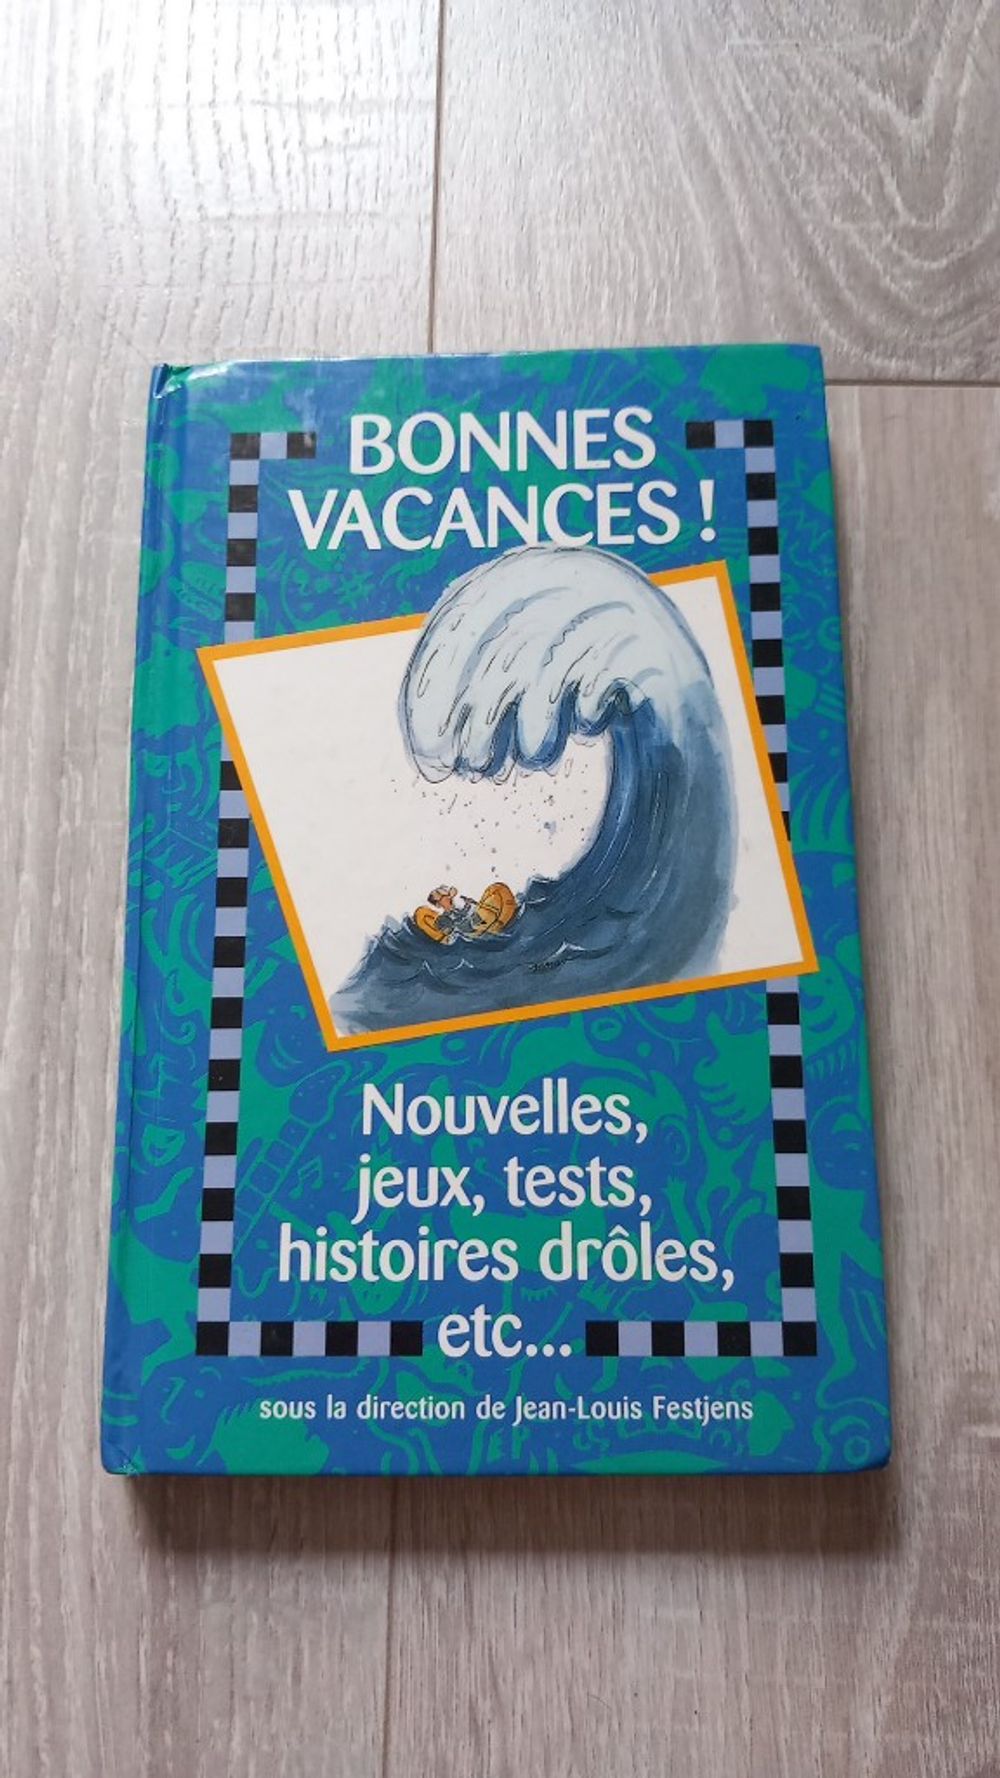 BONNES
VACANCES !
Nouvelles,
jeux, tests,
histoires drôles,
etc...
sous la direction de Jean-Louis Festjens